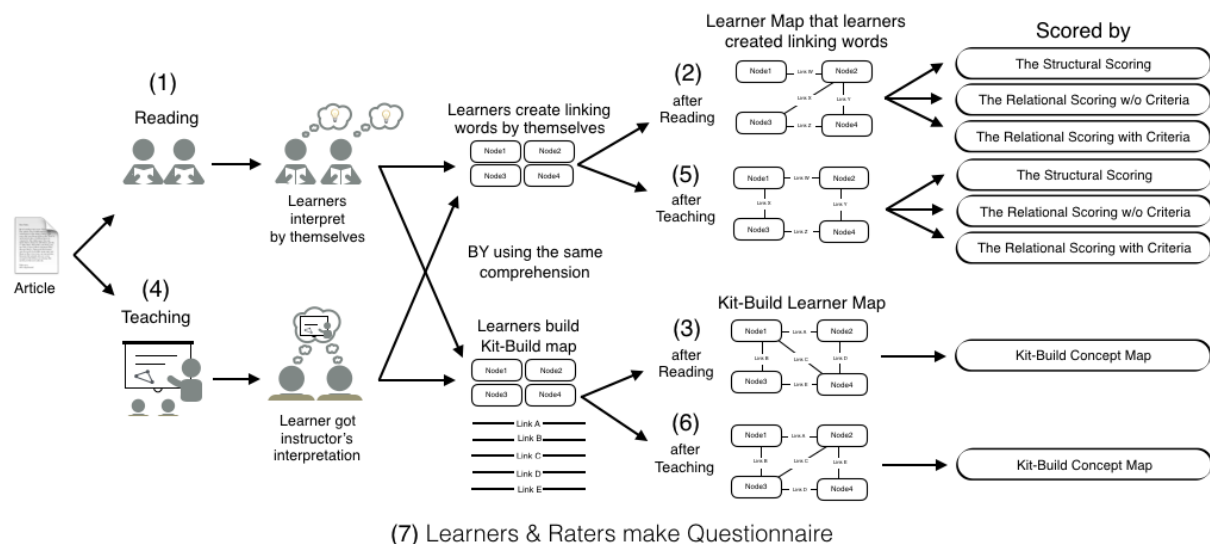 Learner Map that learners
created linking words
Scored by
(1)
Reading
Article
(4)
Teaching
Learners
interpret
by themselves
Learner got
instructor's
interpretation
Learners create linking
words by themselves
Node1
Node2
Node3
Node4
BY using the same
comprehension
Learners build
Kit-Build map
Node1
Node2
Node3
Node4
Link A
Link B
Link C
Link D
Link E
(2)
after
Reading
Node1
Link W
Node2
Link X
Link Y
Node3
Link Z
Node4
The Structural Scoring
The Relational Scoring w/o Criteria
The Relational Scoring with Criteria
(5)
after
Teaching
Node1
Link W
Node2
Link X
Link Y
Node3
Link Z
Node4
The Structural Scoring
The Relational Scoring w/o Criteria
The Relational Scoring with Criteria
Kit-Build Learner Map
(3)
after
Reading
Node1
Link A
Node2
Link B
Link C
Link D
Node3
Node4
Kit-Build Concept Map
(6)
after
Teaching
Node1
Link A
Node2
Link B
Link C
Link E
Node3
Link D
Node4
Kit-Build Concept Map
(7) Learners & Raters make Questionnaire